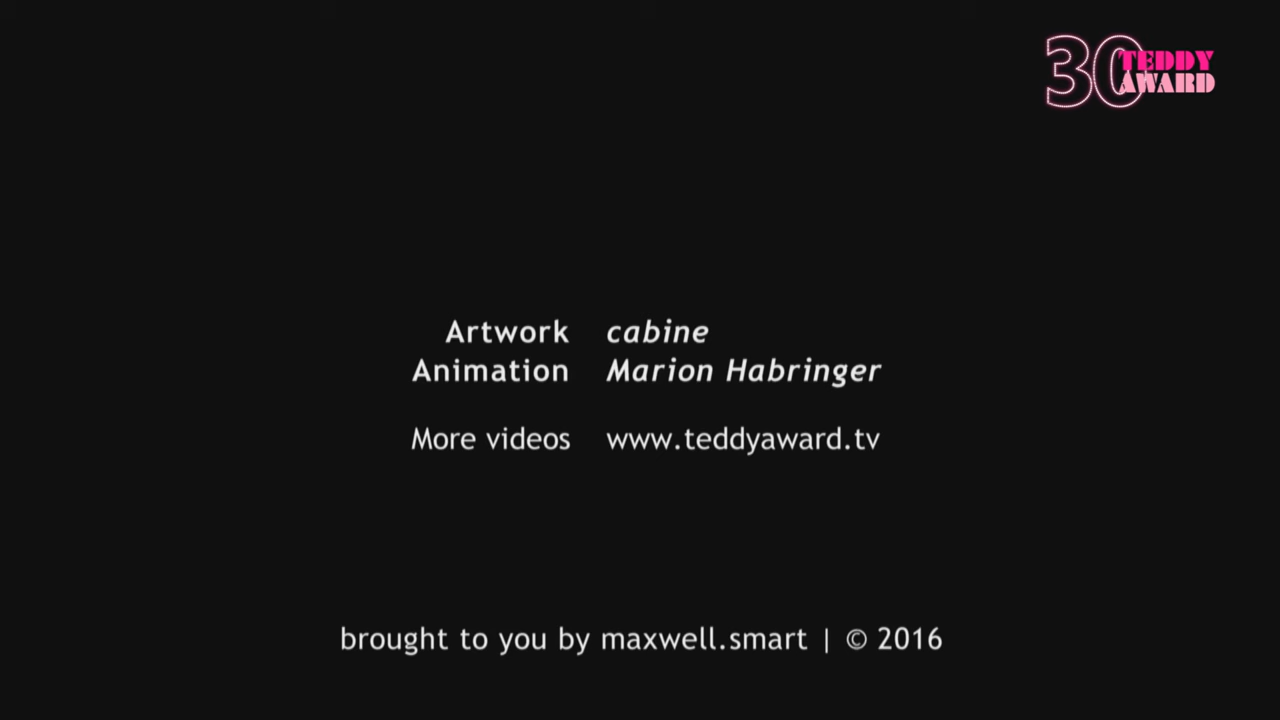 30 TEDDY
AWARD
Artwork cabine
Animation Marion Habringer
More videos www.teddyaward.tv
brought to you by maxwell.smart | © 2016